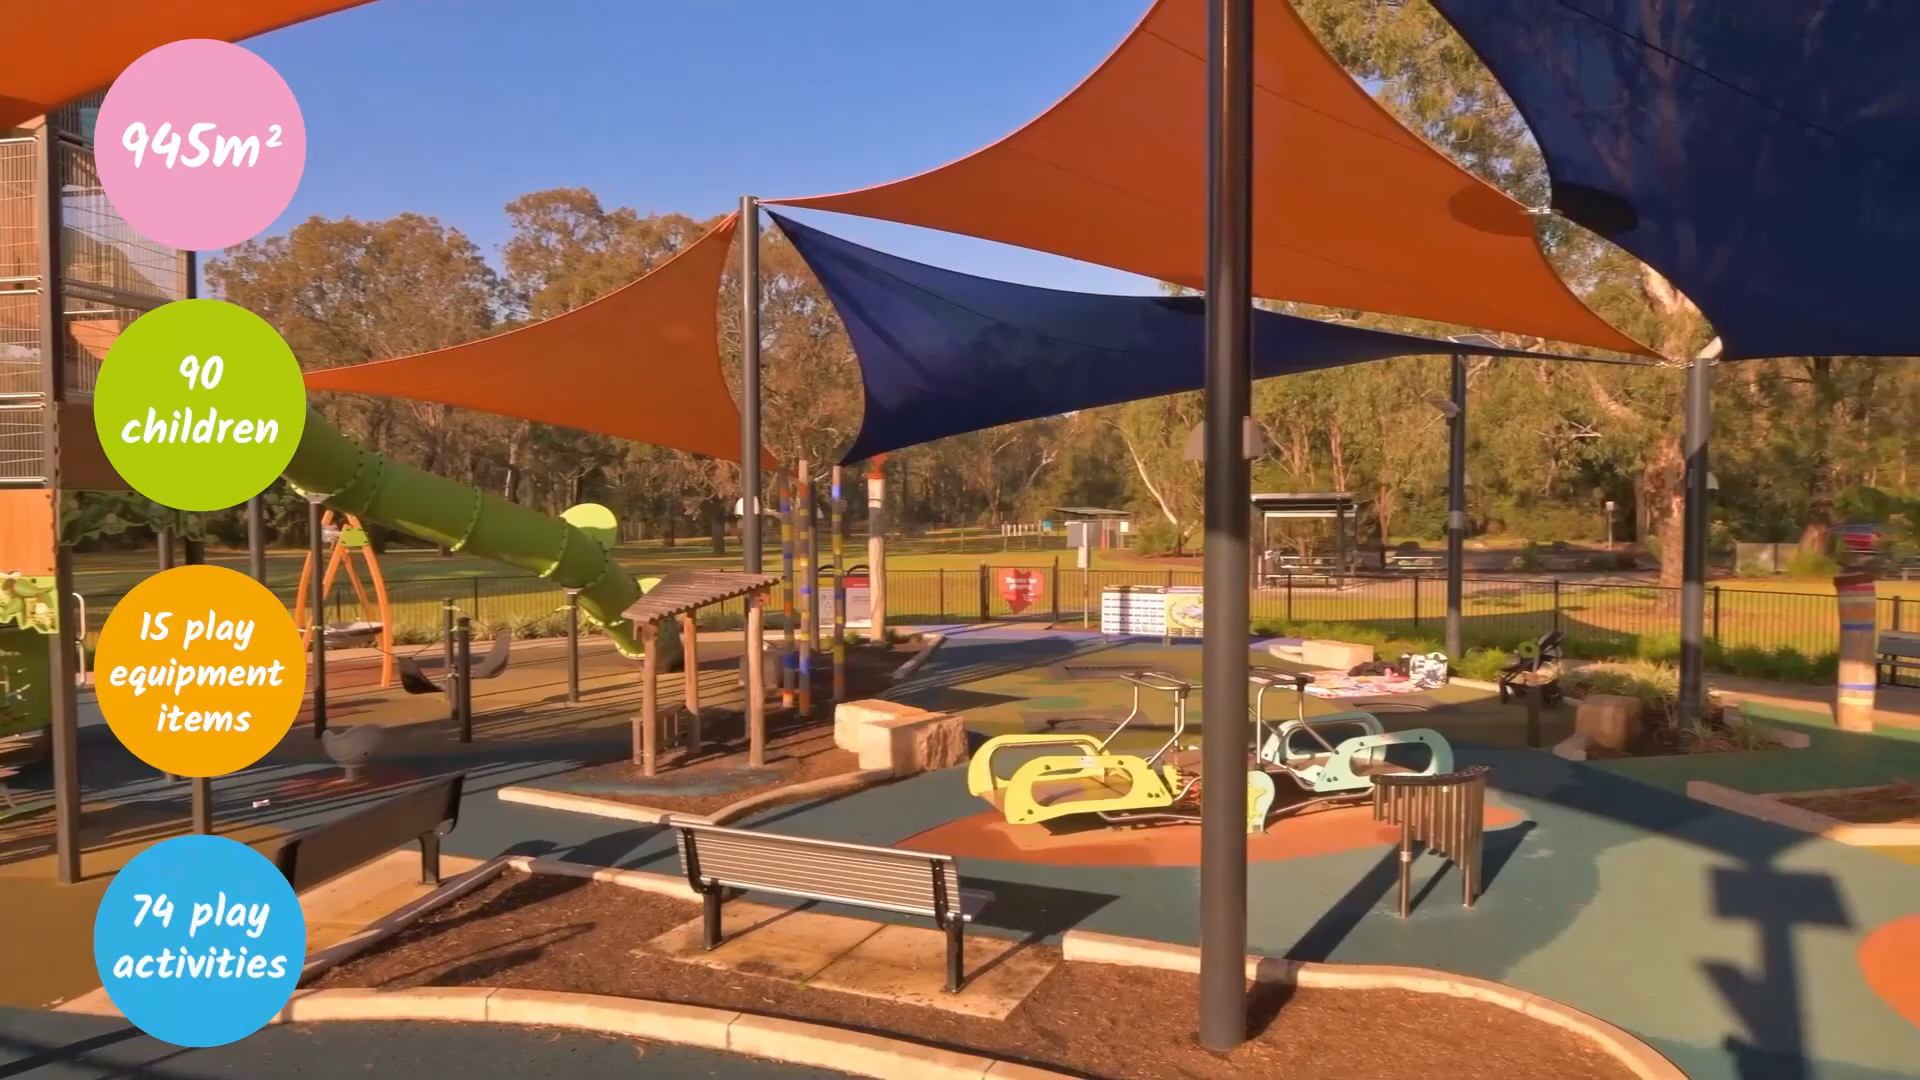 945m²
90
children
15 play
equipment
items
74 play
activities